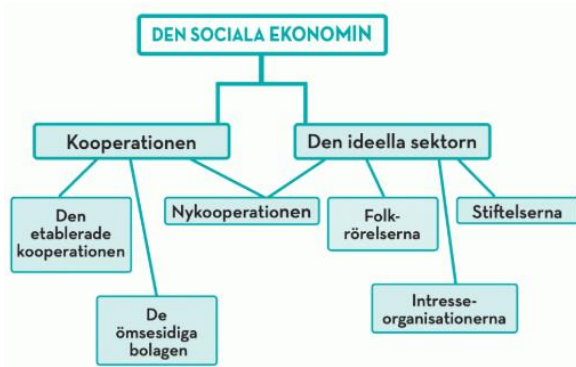 DEN SOCIALA EKONOMIN
Kooperationen
Den ideella sektorn
Den
etablerade
kooperationen
Nykooperationen
Folk-
rörelserna
Stiftelserna
De
ömsesidiga
bolagen
Intresse-
organisationerna